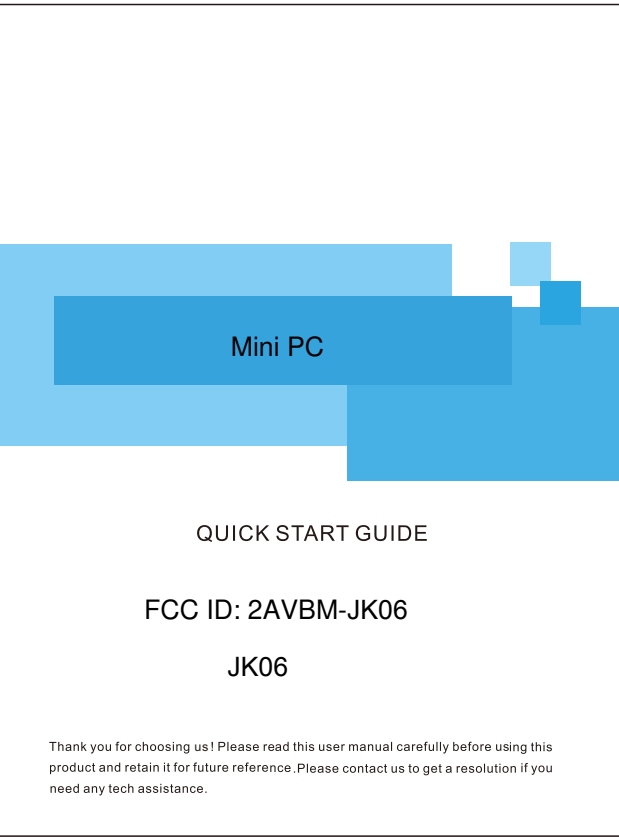 Mini PC
QUICK START GUIDE
FCC ID: 2AVBM-JK06
JK06
Thank you for choosing us! Please read this user manual carefully before using this
product and retain it for future reference.Please contact us to get a resolution if you
need any tech assistance.